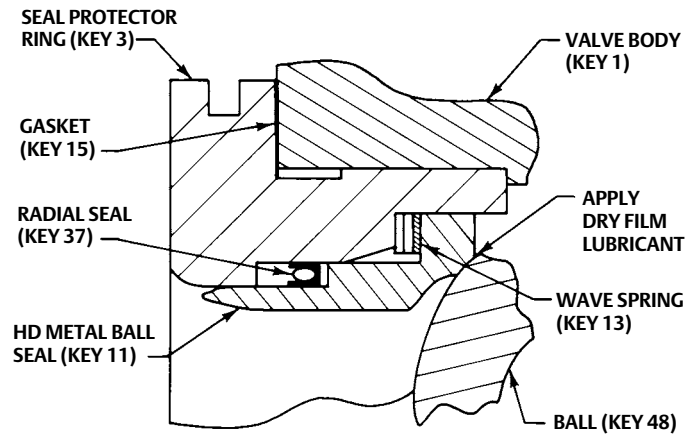 SEAL PROTECTOR
RING (KEY 3)
VALVE BODY
(KEY 1)
GASKET
(KEY 15)
RADIAL SEAL
(KEY 37)
APPLY
DRY FILM
LUBRICANT
WAVE SPRING
(KEY 13)
HD METAL BALL
SEAL (KEY 11)
BALL (KEY 48)